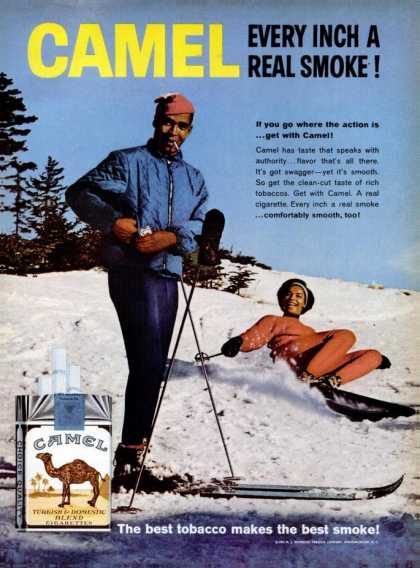 CAMEL
EVERY INCH A
REAL SMOKE!
If you go where the action is
...get with Camel!
Camel has taste that speaks with
authority...flavor that's all there.
It's got swagger—yet it's smooth.
So get the clean-cut taste of rich
tobaccos. Get with Camel. A real
cigarette. Every inch a real smoke
...comfortably smooth, too!
CHOICE QUALITY
CAMEL
TURKISH & DOMESTIC
BLEND
CIGARETTES
The best tobacco makes the best smoke!